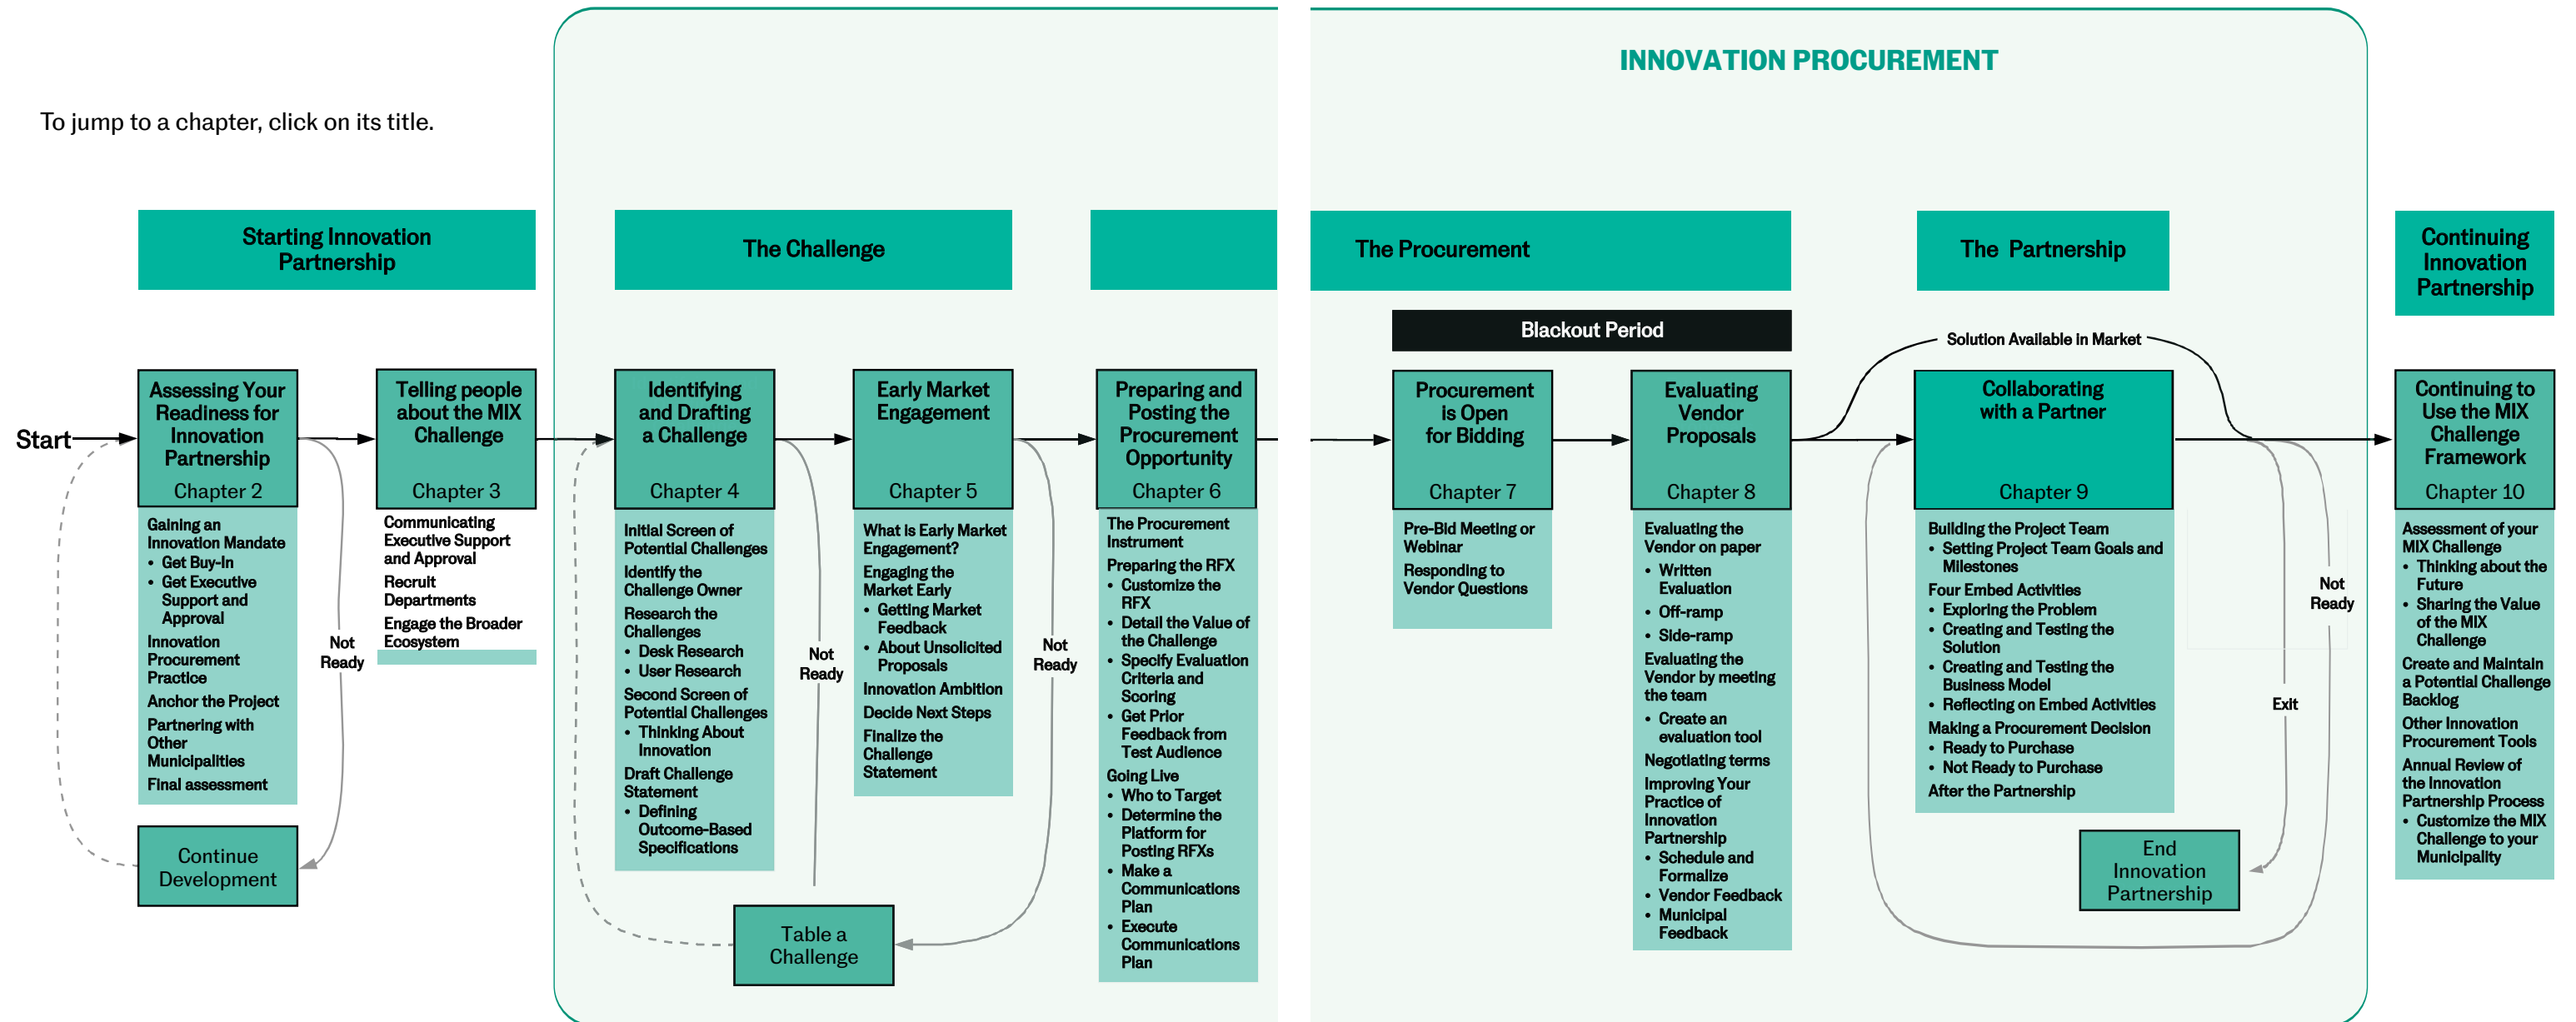 INNOVATION PROCUREMENT
To jump to a chapter, click on its title.
Starting Innovation
Partnership
The Challenge
The Procurement
The Partnership
Continuing
Innovation
Partnership
Blackout Period
Solution Available in Market
Start
Assessing Your
Readiness for
Innovation
Partnership
Chapter 2
Gaining an
Innovation Mandate
• Get Buy-In
• Get Executive
Support and
Approval
Innovation
Procurement
Practice
Anchor the Project
Partnering with
Other
Municipalities
Final assessment
Not
Ready
Continue
Development
Telling people
about the MIX
Challenge
Chapter 3
Communicating
Executive Support
and Approval
Recruit
Departments
Engage the Broader
Ecosystem
Identifying
and Drafting
a Challenge
Chapter 4
Initial Screen of
Potential Challenges
Identify the
Challenge Owner
Research the
Challenges
• Desk Research
• User Research
Second Screen of
Potential Challenges
• Thinking About
Innovation
Draft Challenge
Statement
• Defining
Outcome-Based
Specifications
Not
Ready
Table a
Challenge
Early Market
Engagement
Chapter 5
What is Early Market
Engagement?
Engaging the
Market Early
• Getting Market
Feedback
• About Unsolicited
Proposals
Innovation Ambition
Decide Next Steps
Finalize the
Challenge
Statement
Not
Ready
Preparing and
Posting the
Procurement
Opportunity
Chapter 6
The Procurement
Instrument
Preparing the RFX
• Customize the
RFX
• Detail the Value of
the Challenge
• Specify Evaluation
Criteria and
Scoring
• Get Prior
Feedback from
Test Audience
Going Live
• Who to Target
• Determine the
Platform for
Posting RFXs
• Make a
Communications
Plan
• Execute
Communications
Plan
Procurement
is Open
for Bidding
Chapter 7
Pre-Bid Meeting or
Webinar
Responding to
Vendor Questions
Evaluating
Vendor
Proposals
Chapter 8
Evaluating the
Vendor on paper
• Written
Evaluation
• Off-ramp
• Side-ramp
Evaluating the
Vendor by meeting
the team
• Create an
evaluation tool
Negotiating terms
Improving Your
Practice of
Innovation
Partnership
• Schedule and
Formalize
• Vendor Feedback
• Municipal
Feedback
Collaborating
with a Partner
Chapter 9
Building the Project Team
• Setting Project Team Goals and
Milestones
Four Embed Activities
• Exploring the Problem
• Creating and Testing the
Solution
• Creating and Testing the
Business Model
• Reflecting on Embed Activities
Making a Procurement Decision
• Ready to Purchase
• Not Ready to Purchase
After the Partnership
Exit
End
Innovation
Partnership
Not
Ready
Continuing to
Use the MIX
Challenge
Framework
Chapter 10
Assessment of your
MIX Challenge
• Thinking about the
Future
• Sharing the Value
of the MIX
Challenge
Create and Maintain
a Potential Challenge
Backlog
Other Innovation
Procurement Tools
Annual Review of
the Innovation
Partnership Process
• Customize the MIX
Challenge to your
Municipality